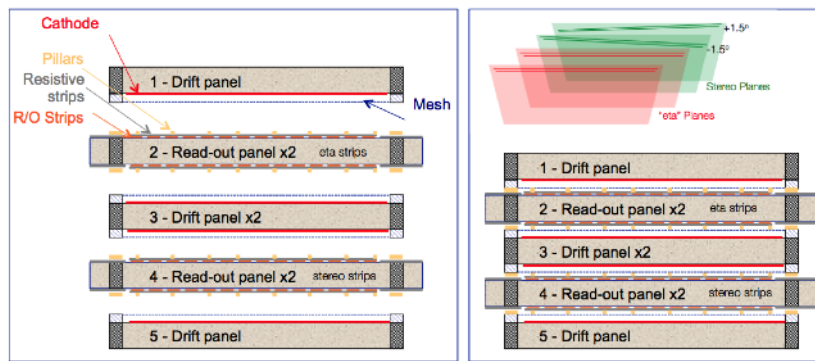 Cathode
Pillars
Resistive
strips
R/O Strips
1 - Drift panel
Mesh
2 - Read-out panel x2 eta strips
3 - Drift panel x2
4 - Read-out panel x2 stereo strips
5 - Drift panel
+1.5º
-1.5º
Stereo Planes
"eta" Planes
1 - Drift panel
2 - Read-out panel x2 eta strips
3 - Drift panel x2
4 - Read-out panel x2 stereo strips
5 - Drift panel